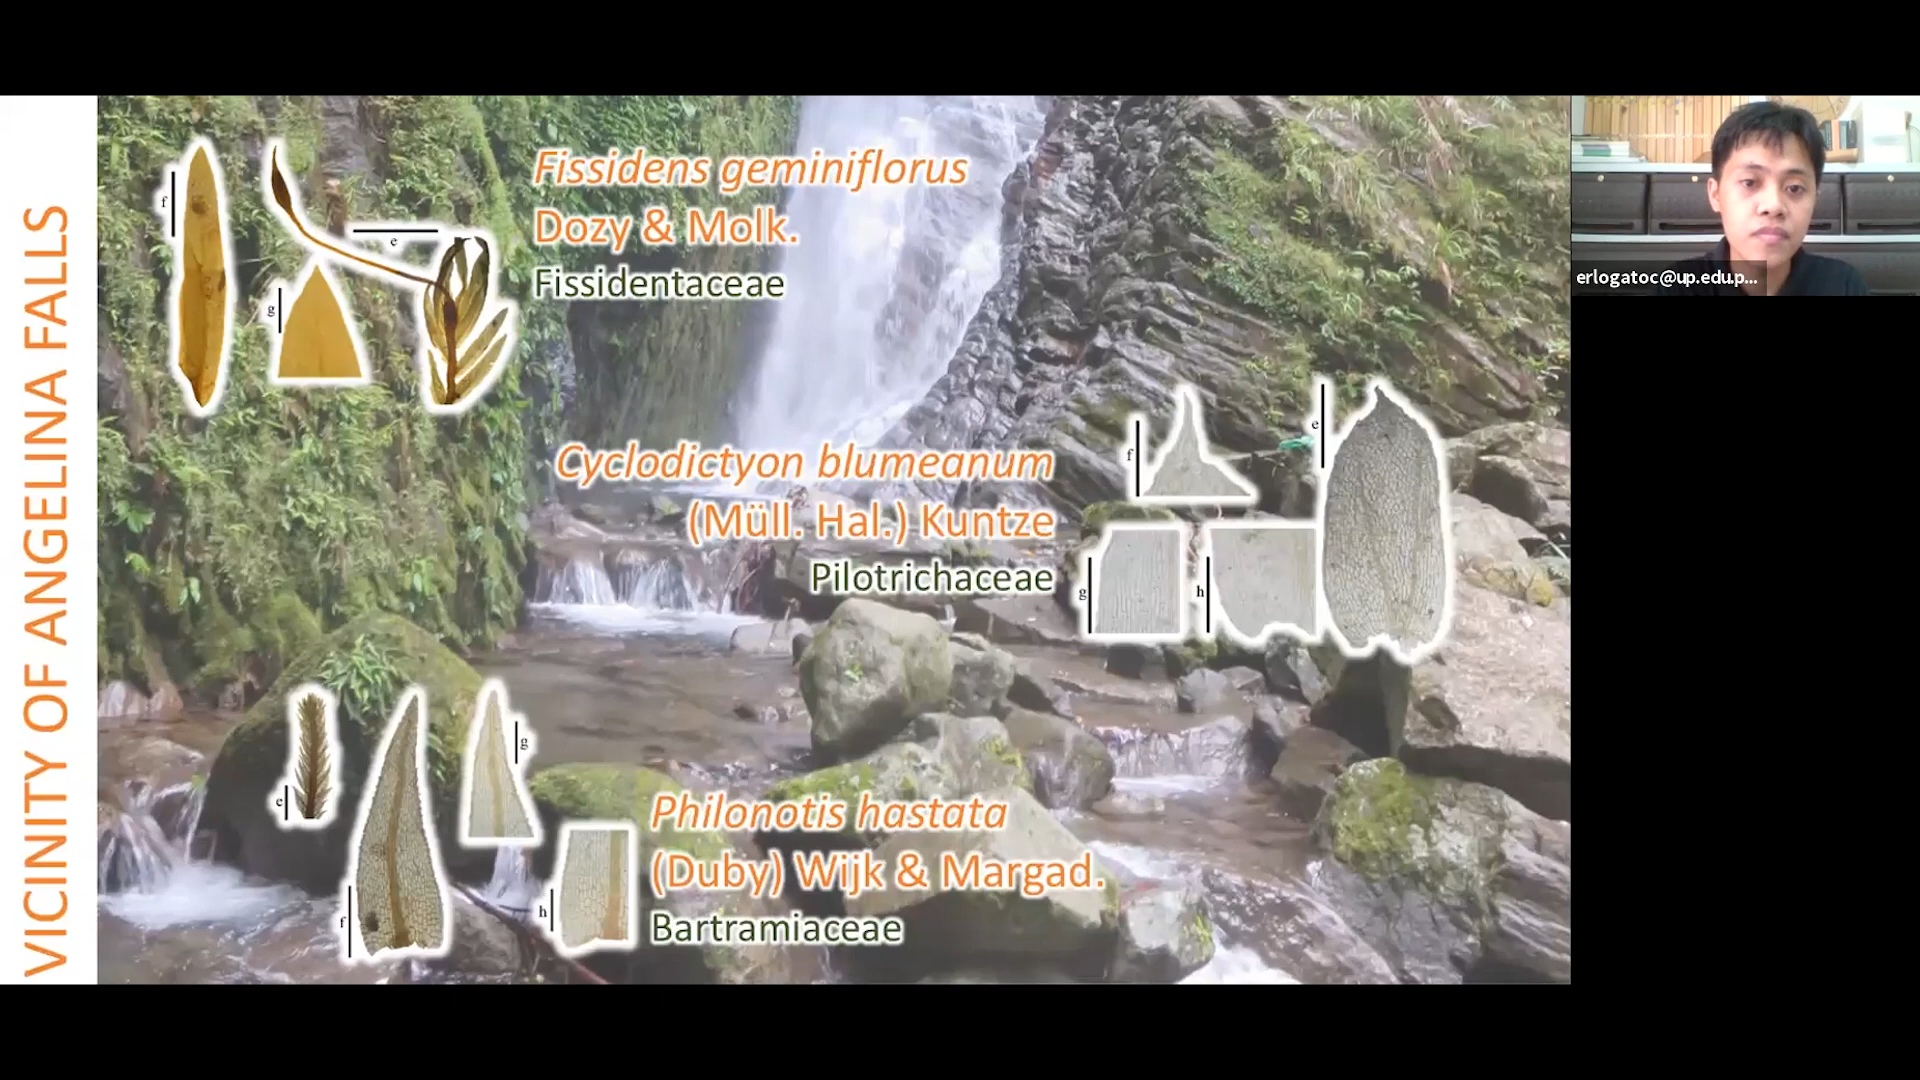 VICINITY OF ANGELINA FALLS
f
e
g
Fissidens geminiflorus
Dozy & Molk.
Fissidentaceae
erlogatoc@up.edu.p...
Cyclodictyon blumeanum
(Müll. Hal.) Kuntze
Pilotrichaceae
f
e
g
h
e
f
g
h
Philonotis hastata
(Duby) Wijk & Margad.
Bartramiaceae